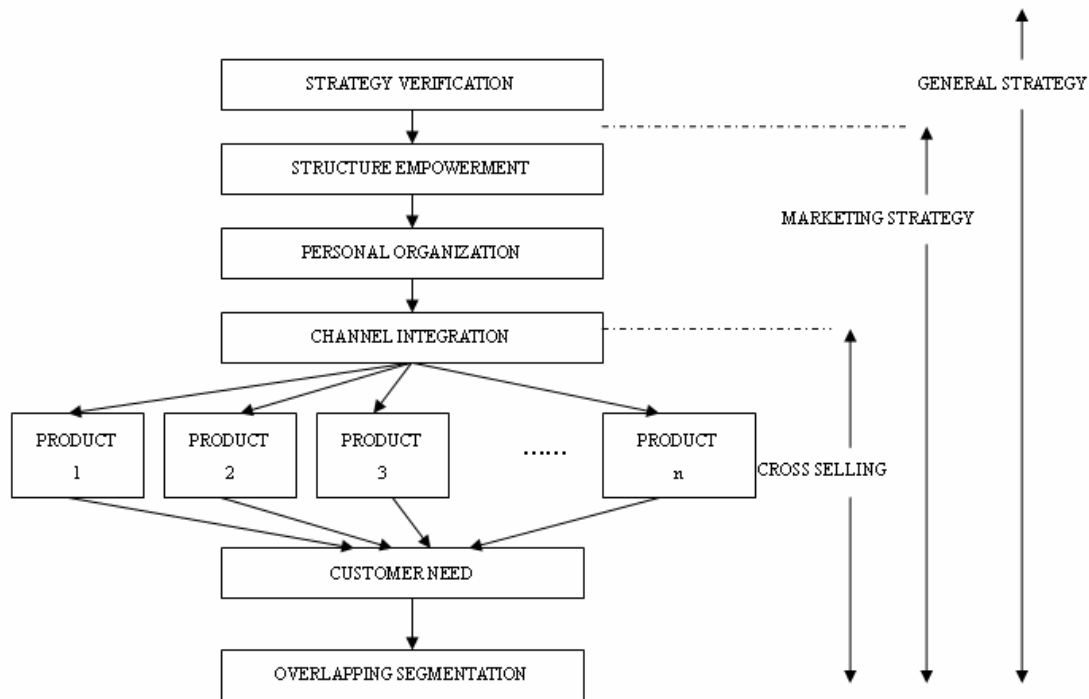 STRATEGY VERIFICATION
GENERAL STRATEGY
STRUCTURE EMPOWERMENT
MARKETING STRATEGY
PERSONAL ORGANIZATION
CHANNEL INTEGRATION
PRODUCT
1
PRODUCT
2
PRODUCT
3
......
PRODUCT
n
CROSS SELLING
CUSTOMER NEED
OVERLAPPING SEGMENTATION